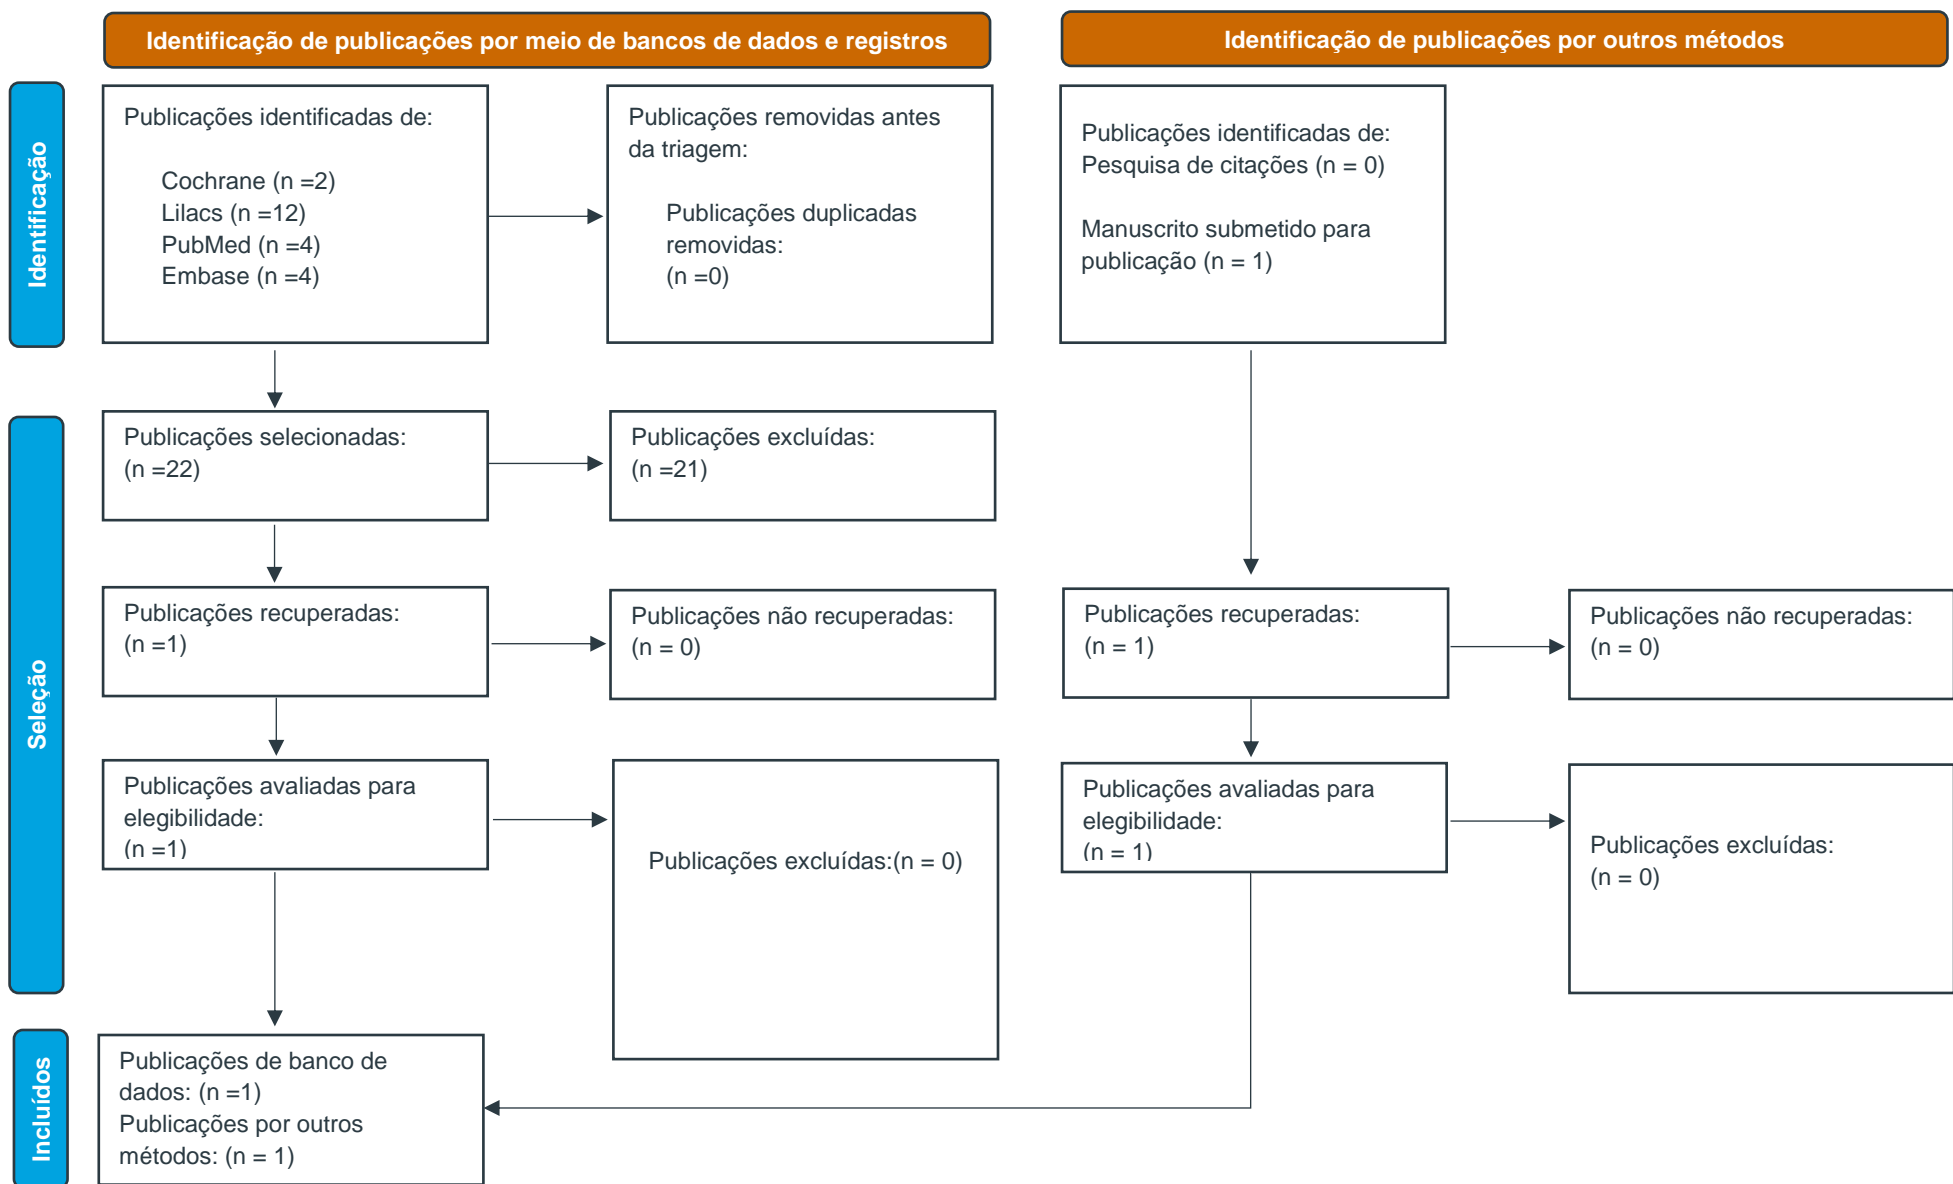 Identificação de publicações por meio de bancos de dados e registros
Identificação de publicações por outros métodos
Identificação
Publicações identificadas de:
Cochrane (n =2)
Lilacs (n =12)
PubMed (n =4)
Embase (n =4)
Publicações removidas antes
da triagem:
Publicações duplicadas
removidas:
(n =0)
Publicações identificadas de:
Pesquisa de citações (n = 0)
Manuscrito submetido para
publicação (n = 1)
Seleção
Publicações selecionadas:
(n =22)
Publicações excluídas:
(n =21)
Publicações recuperadas:
(n =1)
Publicações não recuperadas:
(n = 0)
Publicações recuperadas:
(n = 1)
Publicações não recuperadas:
(n = 0)
Publicações avaliadas para
elegibilidade:
(n =1)
Publicações excluídas:(n = 0)
Publicações avaliadas para
elegibilidade:
(n = 1)
Publicações excluídas:
(n = 0)
Incluídos
Publicações de banco de
dados: (n =1)
Publicações por outros
métodos: (n = 1)